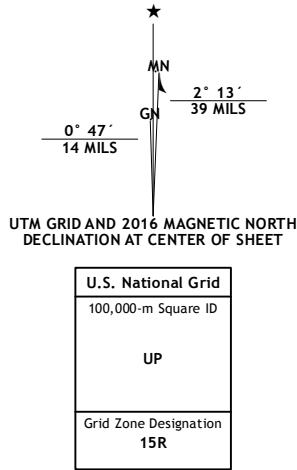 MN
2° 13´
39 MILS
GN
0° 47´
14 MILS
UTM GRID AND 2016 MAGNETIC NORTH
DECLINATION AT CENTER OF SHEET
U.S. National Grid
100,000-m Square ID
UP
Grid Zone Designation
15R